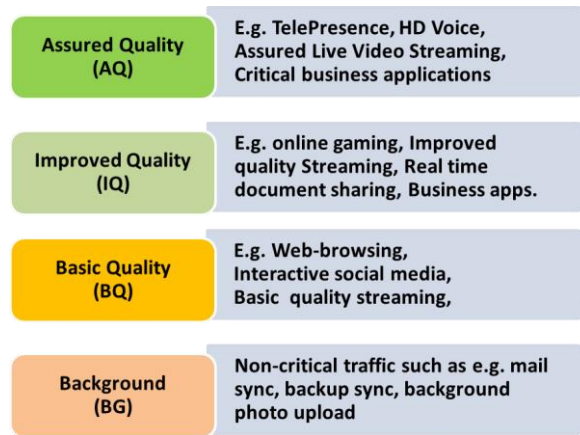 Assured Quality
(AQ)
E.g. TelePresence, HD Voice,
Assured Live Video Streaming,
Critical business applications
Improved Quality
(IQ)
E.g. online gaming, Improved
quality Streaming, Real time
document sharing, Business apps.
Basic Quality
(BQ)
E.g. Web-browsing,
Interactive social media,
Basic  quality streaming,
Background
(BG)
Non-critical traffic such as e.g. mail
sync, backup sync, background
photo upload